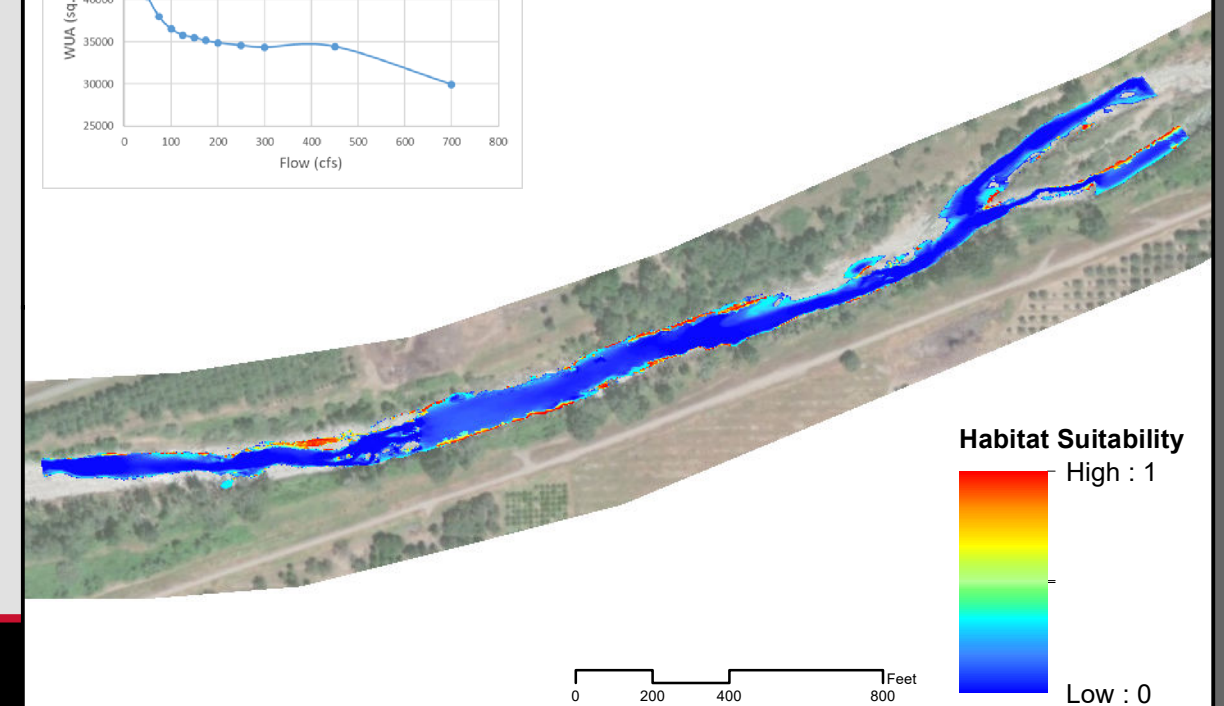 40000
35000
30000
25000
WUA (sq.
0 100 200 300 400 500 600 700 800
Flow (cfs)
Habitat Suitability
High : 1
Low : 0
Feet
0 200 400 800